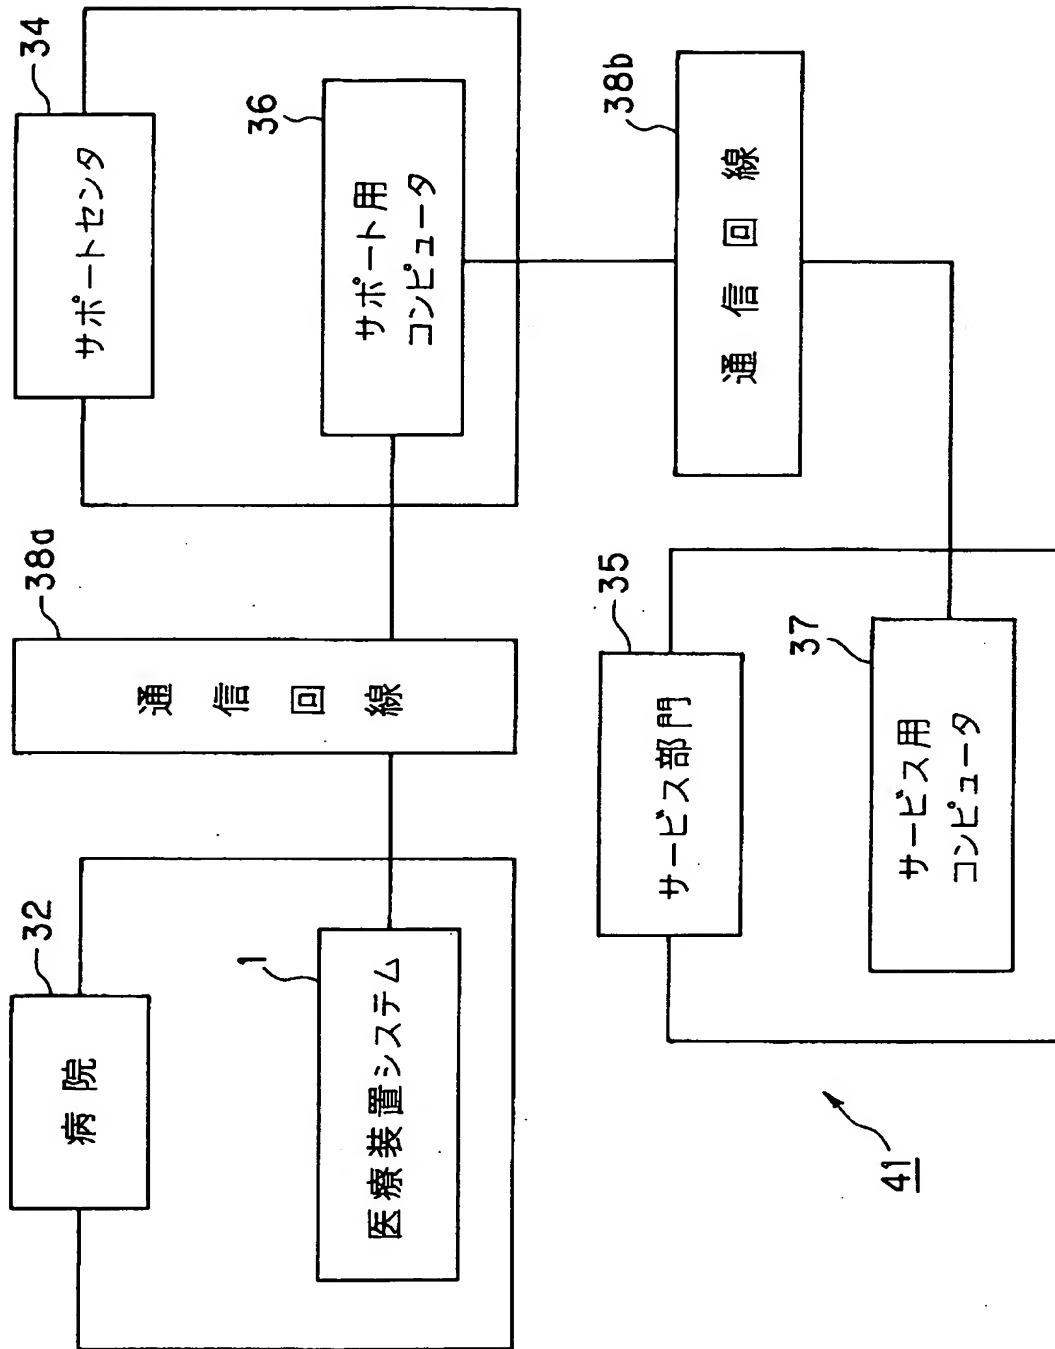 病院
32
医療装置システム
1
通信回線
38a
サポートセンタ
34
サポート用
コンピュータ
36
サービス部門
35
サービス用
コンピュータ
37
通信回線
38b
41